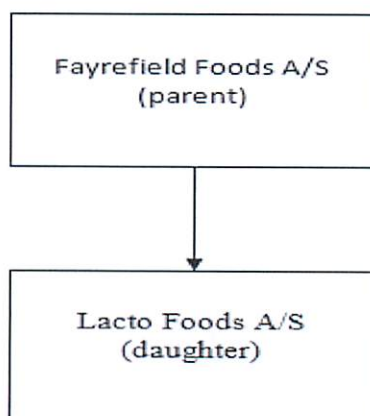 Fayrefield Foods A/S
(parent)
Lacto Foods A/S
(daughter)